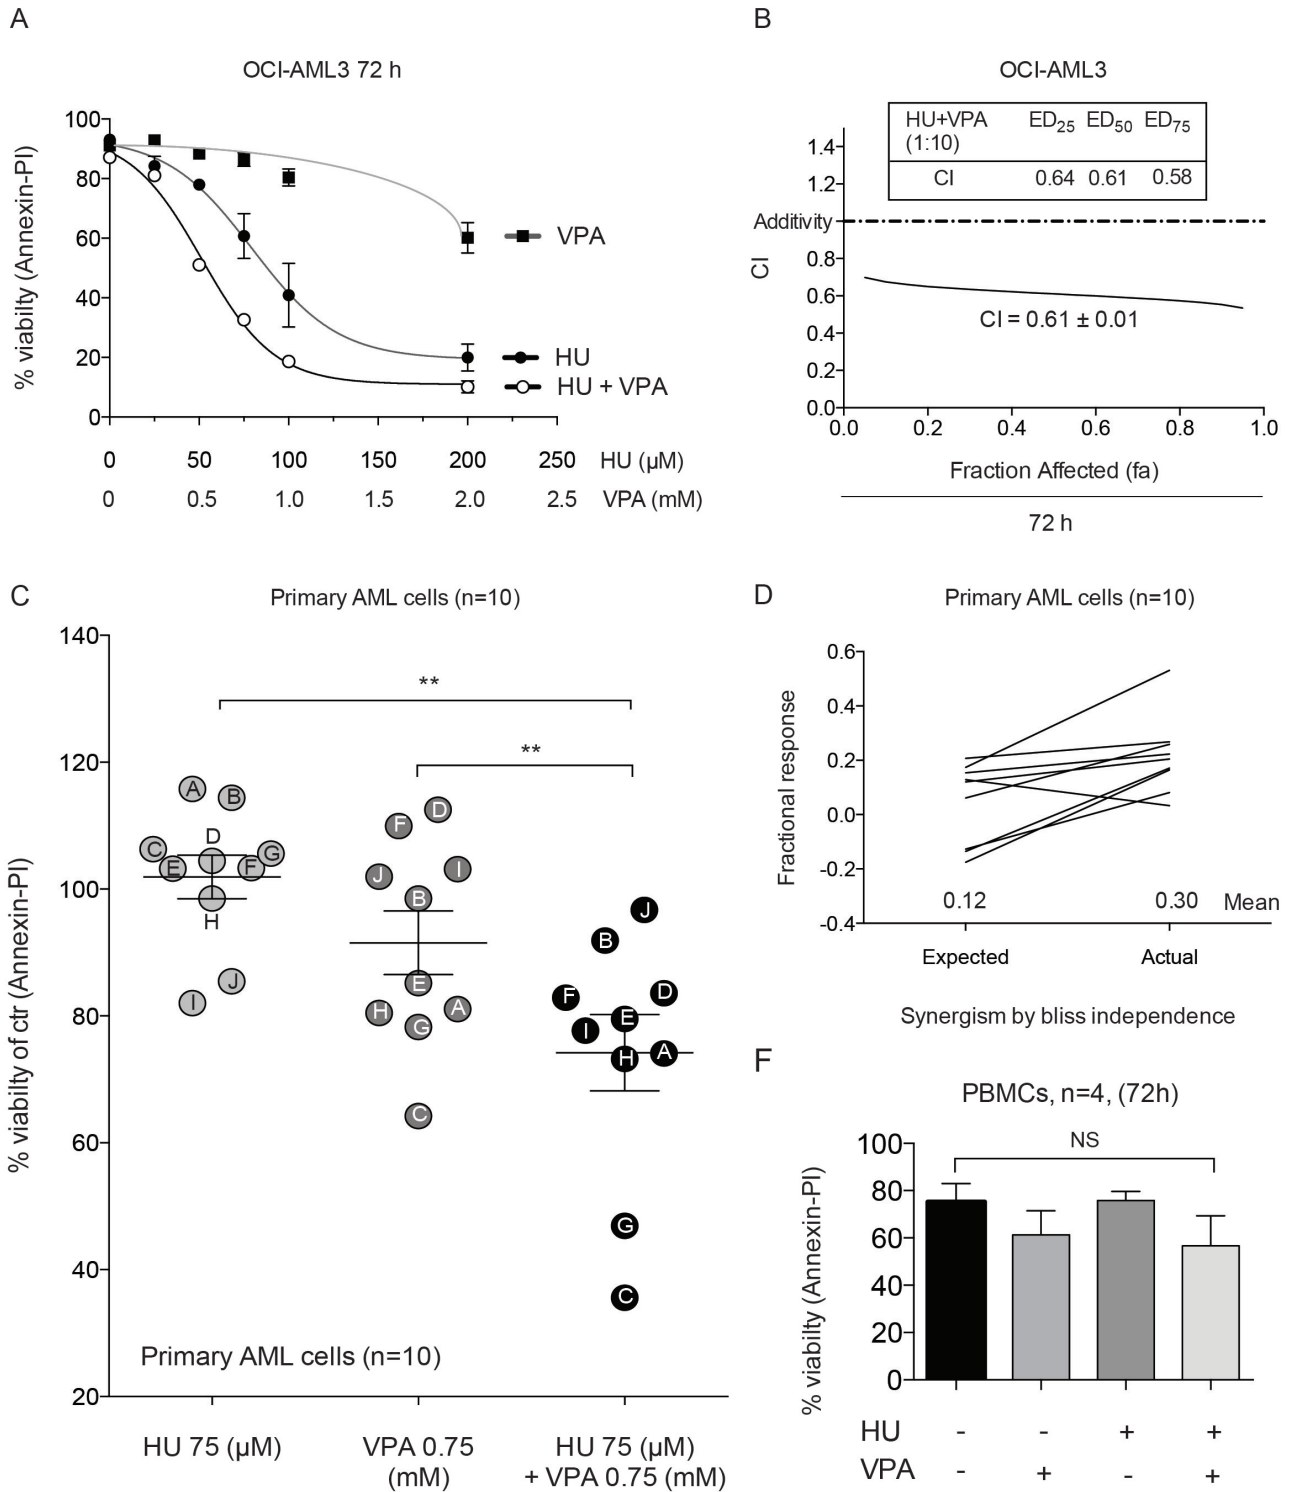 A
OCI-AML3 72 h
% viabilty (Annexin-PI)
100
80
60
40
20
0
VPA
HU
HU + VPA
0 50 100 150 200 250 HU (µM)
0 0.5 1.0 1.5 2.0 2.5 VPA (mM)
B
OCI-AML3
HU+VPA ED25 ED50 ED75
(1:10)
CI 0.64 0.61 0.58
CI
1.4
1.2
Additivity
0.8
0.6
0.4
0.2
0.0
CI = 0.61 ± 0.01
0.0 0.2 0.4 0.6 0.8 1.0
Fraction Affected (fa)
72 h
C
Primary AML cells (n=10)
% viabilty of ctr (Annexin-PI)
140
120
100
80
60
40
20
**
**
A B
D
C E F G
H
J
I
D
F
I
J
B
E
A
H
G
C
J
B
D
F
E
I
A
H
G
C
Primary AML cells (n=10)
HU 75 (µM)
VPA 0.75
(mM)
HU 75 (µM)
+ VPA 0.75 (mM)
D
Primary AML cells (n=10)
Fractional response
0.6
0.4
0.2
0.0
-0.2
-0.4
0.12 0.30 Mean
Expected Actual
Synergism by bliss independence
F
PBMCs, n=4, (72h)
NS
% viabilty (Annexin-PI)
100
80
60
40
20
0
HU - - + +
VPA - + - +